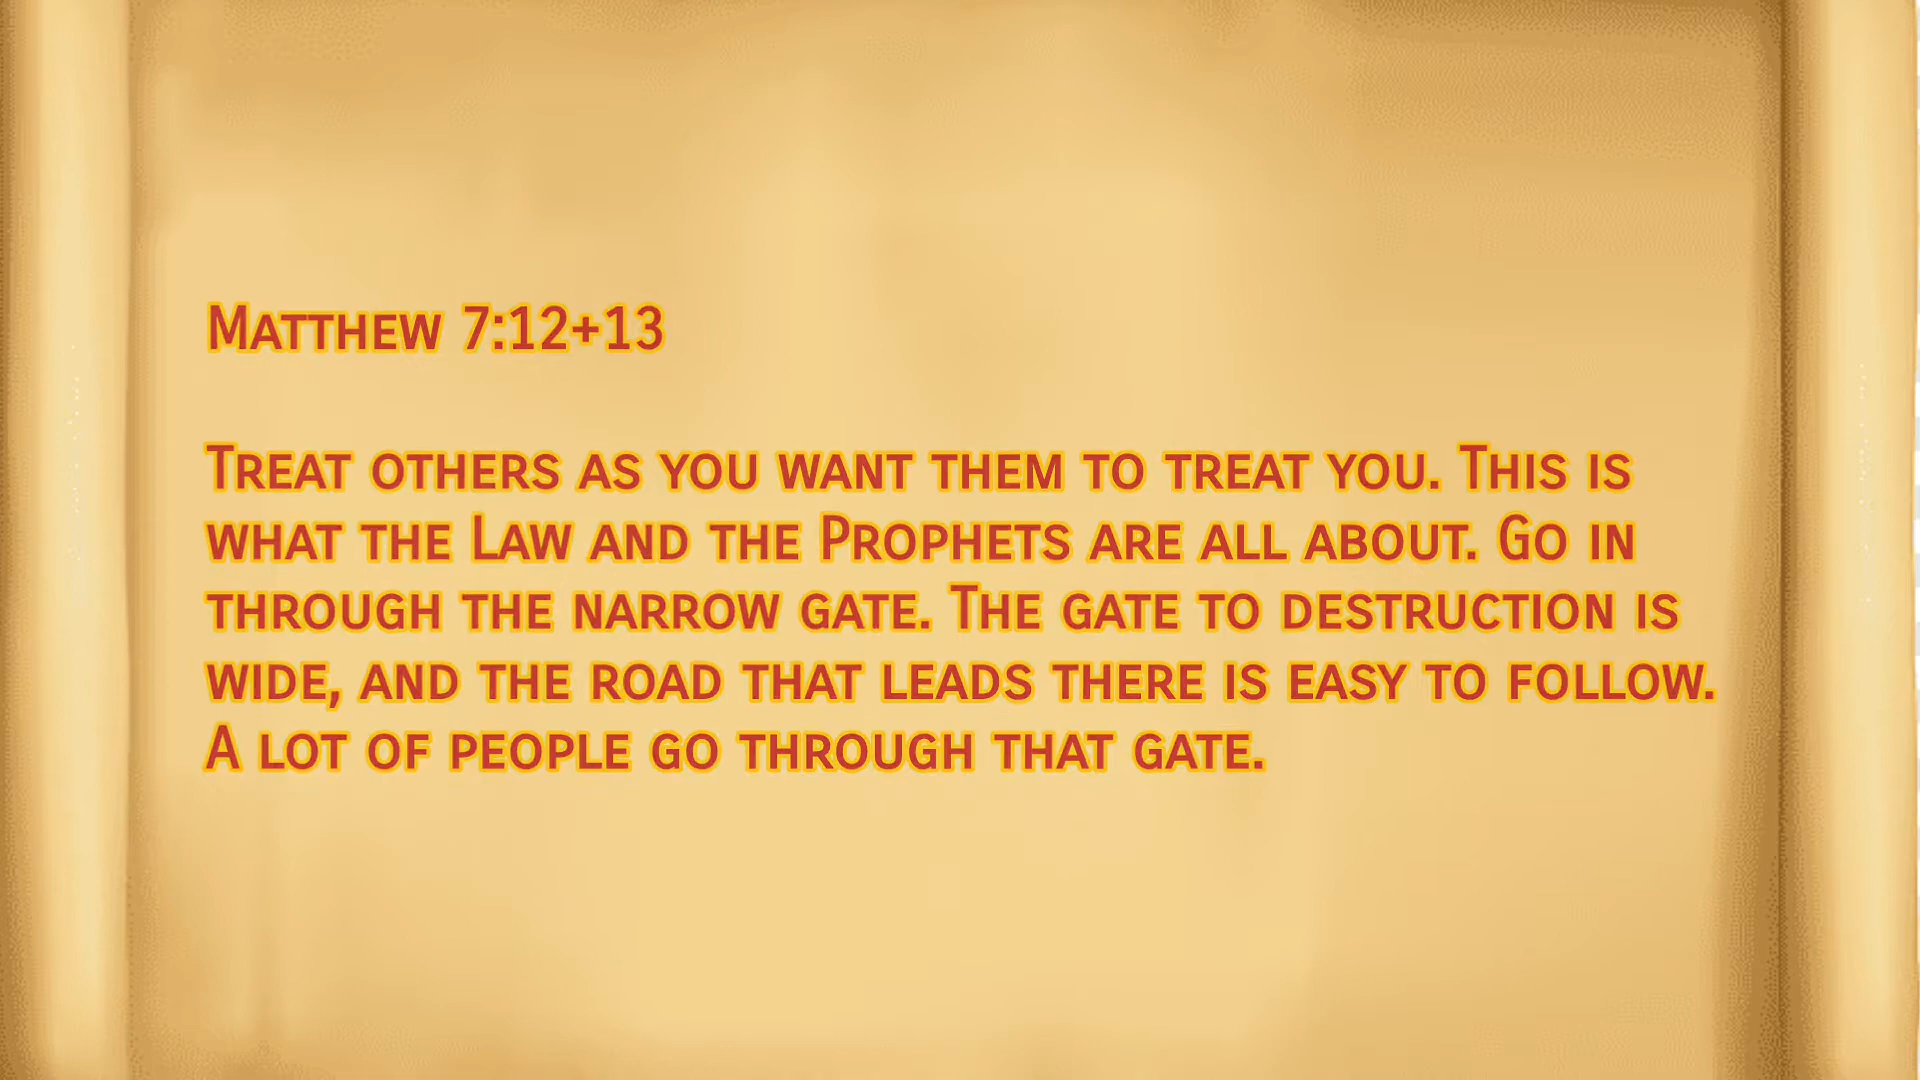 Matthew 7:12+13
Treat others as you want them to treat you. This is
what the Law and the Prophets are all about. Go in
through the narrow gate. The gate to destruction is
wide, and the road that leads there is easy to follow.
A lot of people go through that gate.